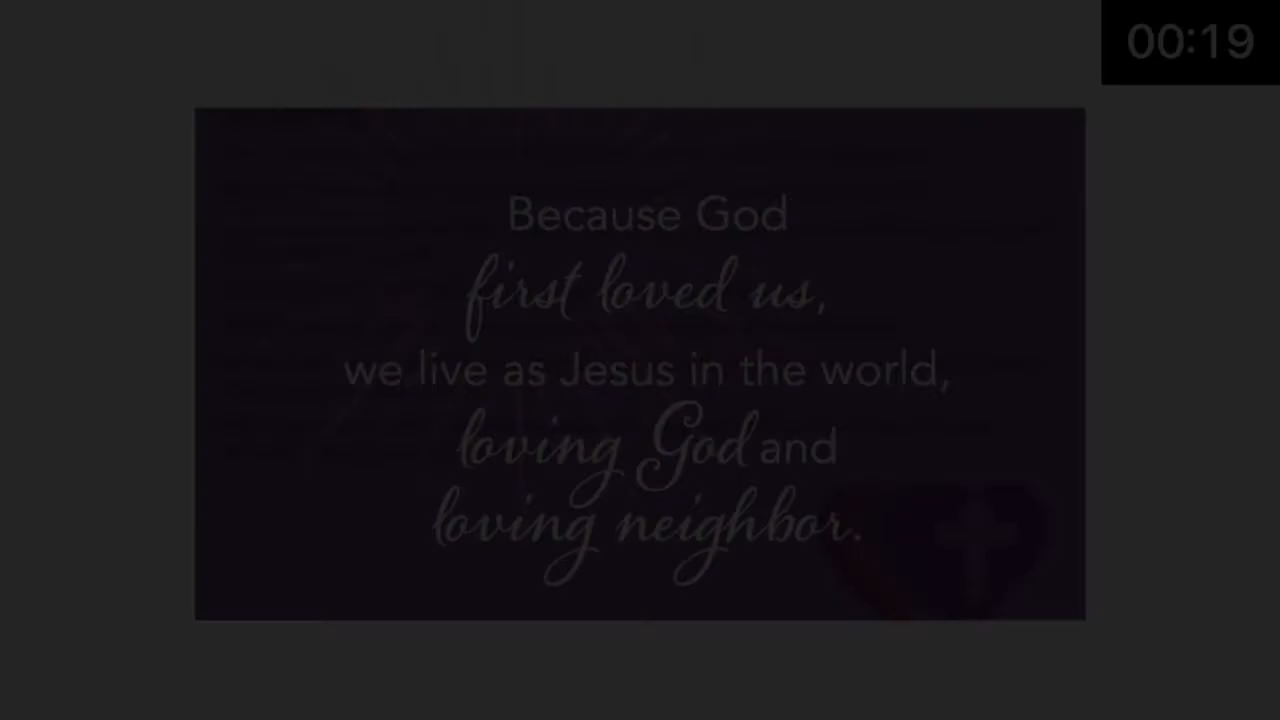 00:19
Because God
first loved us,
we live as Jesus in the world,
loving God and
loving neighbor.